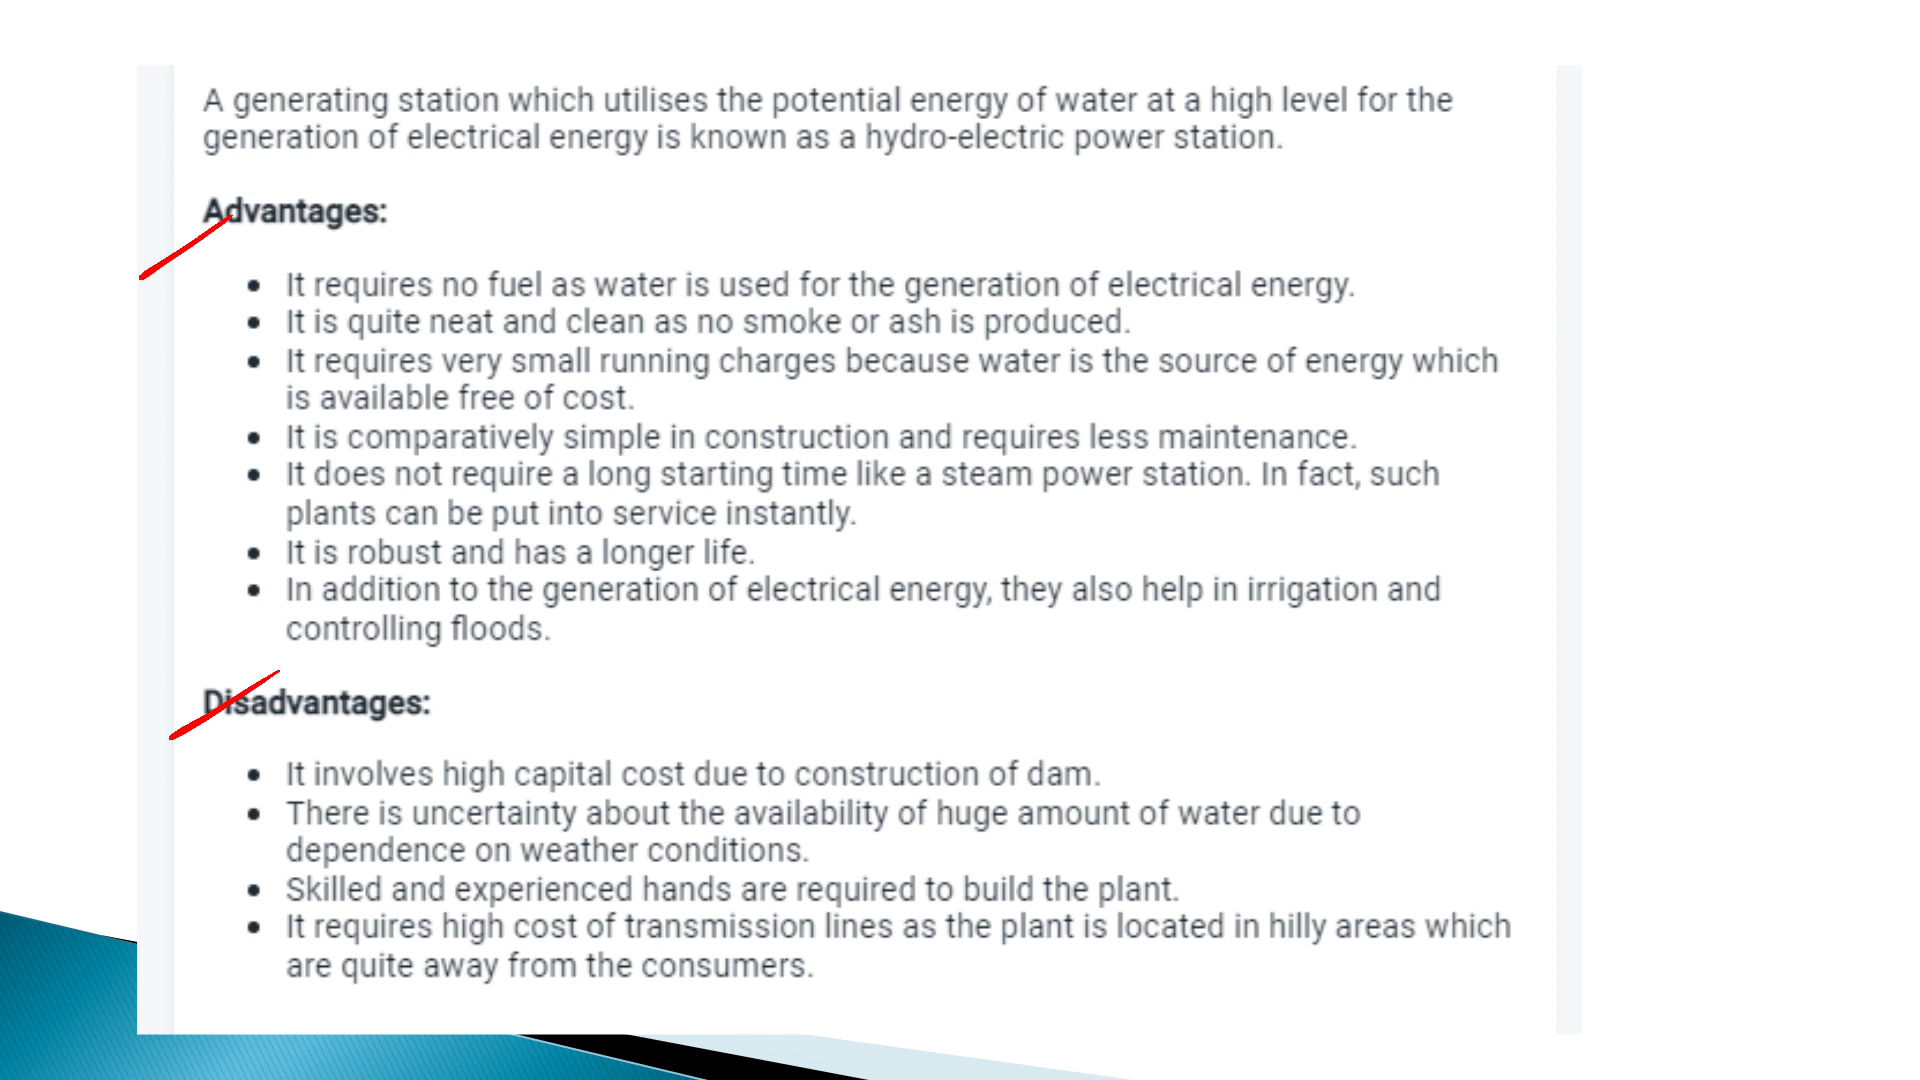 A generating station which utilises the potential energy of water at a high level for the
generation of electrical energy is known as a hydro-electric power station.
Advantages:
• It requires no fuel as water is used for the generation of electrical energy.
• It is quite neat and clean as no smoke or ash is produced.
• It requires very small running charges because water is the source of energy which
is available free of cost.
• It is comparatively simple in construction and requires less maintenance.
• It does not require a long starting time like a steam power station. In fact, such
plants can be put into service instantly.
• It is robust and has a longer life.
• In addition to the generation of electrical energy, they also help in irrigation and
controlling floods.
Disadvantages:
• It involves high capital cost due to construction of dam.
• There is uncertainty about the availability of huge amount of water due to
dependence on weather conditions.
• Skilled and experienced hands are required to build the plant.
• It requires high cost of transmission lines as the plant is located in hilly areas which
are quite away from the consumers.